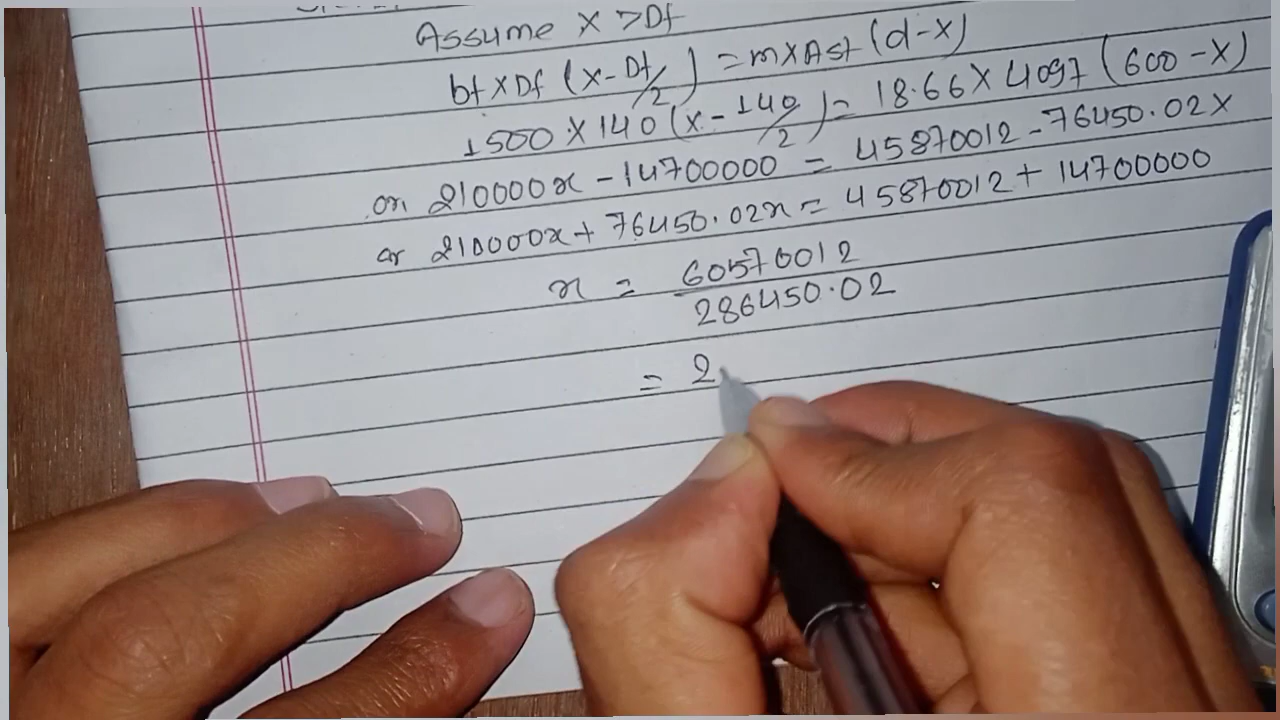 Assume X > Df
bf × Df (x - Df/2) = m × Ast (d - x)
1500 × 140 (x - 140/2) = 18.66 × 4097 (600 - x)
or 210000x - 14700000 = 45870012 - 76450.02x
or 210000x + 76450.02x = 45870012 + 14700000
x = 60570012/286450.02
= 2